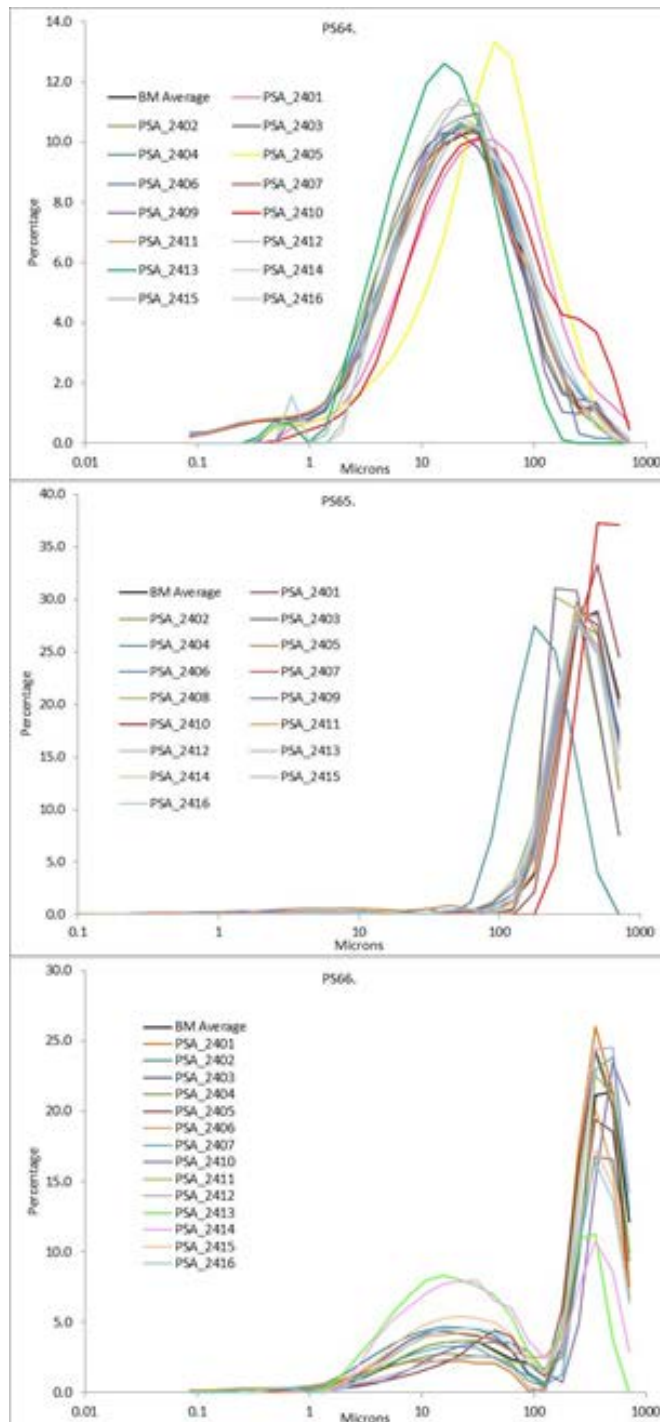 PS64.
14.0
12.0
10.0
8.0
6.0
4.0
2.0
0.0
Percentage
BM Average PSA_2401
PSA_2402 PSA_2403
PSA_2404 PSA_2405
PSA_2406 PSA_2407
PSA_2409 PSA_2410
PSA_2411 PSA_2412
PSA_2413 PSA_2414
PSA_2415 PSA_2416
0.01 0.1 1 10 100 1000
Microns
PS65.
40.0
35.0
30.0
25.0
20.0
15.0
10.0
5.0
0.0
Percentage
BM Average PSA_2401
PSA_2402 PSA_2403
PSA_2404 PSA_2405
PSA_2406 PSA_2407
PSA_2408 PSA_2409
PSA_2410 PSA_2411
PSA_2412 PSA_2413
PSA_2414 PSA_2415
PSA_2416
0.1 1 10 100 1000
Microns
PS66.
30.0
25.0
20.0
15.0
10.0
5.0
0.0
Percentage
BM Average
PSA_2401
PSA_2402
PSA_2403
PSA_2404
PSA_2405
PSA_2406
PSA_2407
PSA_2410
PSA_2411
PSA_2412
PSA_2413
PSA_2414
PSA_2415
PSA_2416
0.01 0.1 1 10 100 1000
Microns